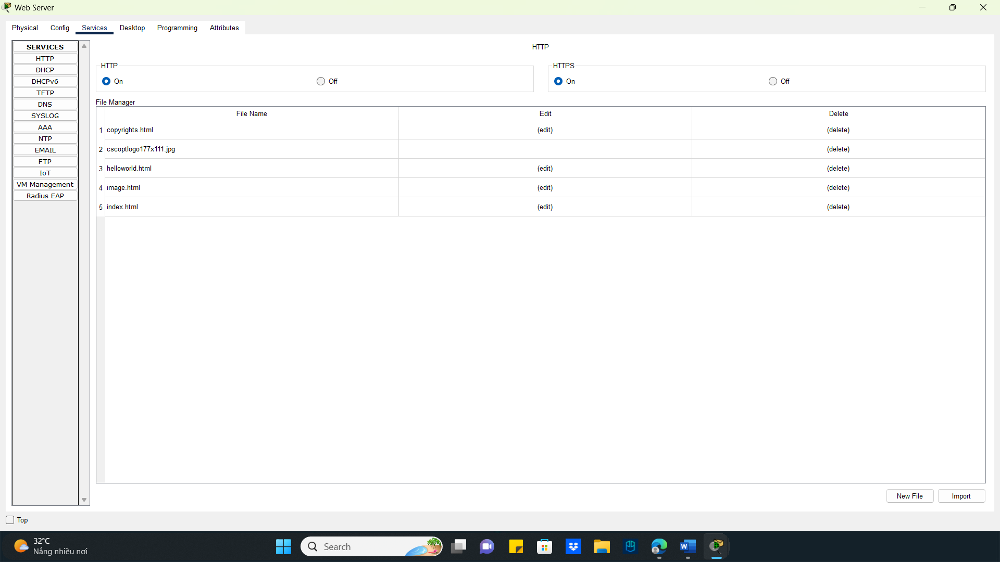 Web Server
Physical Config Services Desktop Programming Attributes
SERVICES
HTTP
DHCP
DHCPv6
TFTP
DNS
SYSLOG
AAA
NTP
EMAIL
FTP
IoT
VM Management
Radius EAP
HTTP
HTTP
On Off
HTTPS
On Off
File Manager
File Name Edit Delete
1 copyrights.html (edit) (delete)
2 cscoptlogo177x111.jpg (delete)
3 helloworld.html (edit) (delete)
4 image.html (edit) (delete)
5 index.html (edit) (delete)
New File Import
Top
32°C
Nắng nhiều nơi
Search
W